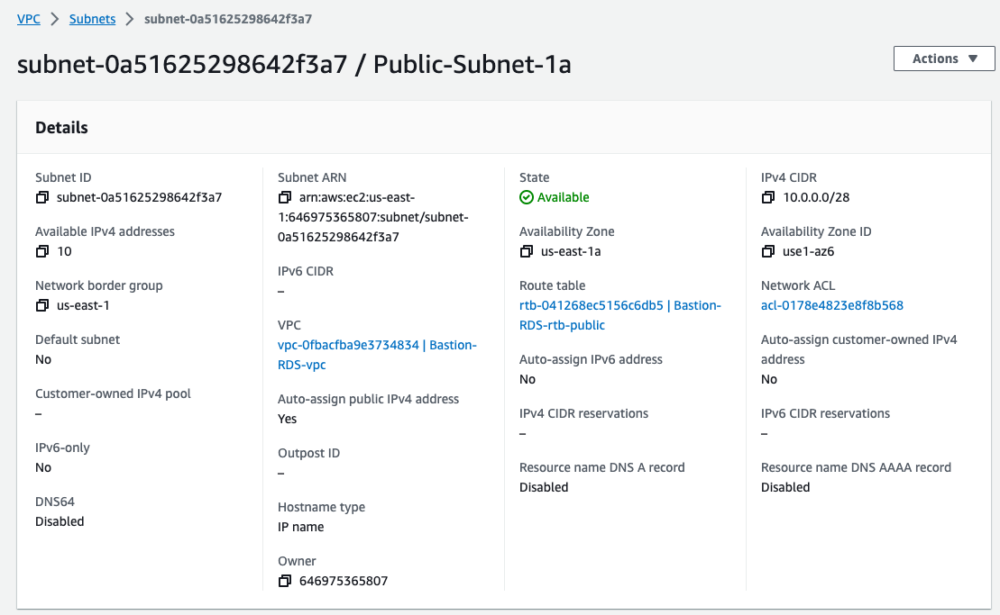 VPC > Subnets > subnet-0a51625298642f3a7
subnet-0a51625298642f3a7 / Public-Subnet-1a
Actions
Details
Subnet ID
subnet-0a51625298642f3a7
Available IPv4 addresses
10
Network border group
us-east-1
Default subnet
No
Customer-owned IPv4 pool
–
IPv6-only
No
DNS64
Disabled
Subnet ARN
arn:aws:ec2:us-east-
1:646975365807:subnet/subnet-
0a51625298642f3a7
IPv6 CIDR
–
VPC
vpc-0fbacfba9e3734834 | Bastion-
RDS-vpc
Auto-assign public IPv4 address
Yes
Outpost ID
–
Hostname type
IP name
Owner
646975365807
State
Available
Availability Zone
us-east-1a
Route table
rtb-041268ec5156c6db5 | Bastion-
RDS-rtb-public
Auto-assign IPv6 address
No
IPv4 CIDR reservations
–
Resource name DNS A record
Disabled
IPv4 CIDR
10.0.0.0/28
Availability Zone ID
use1-az6
Network ACL
acl-0178e4823e8f8b568
Auto-assign customer-owned IPv4
address
No
IPv6 CIDR reservations
–
Resource name DNS AAAA record
Disabled